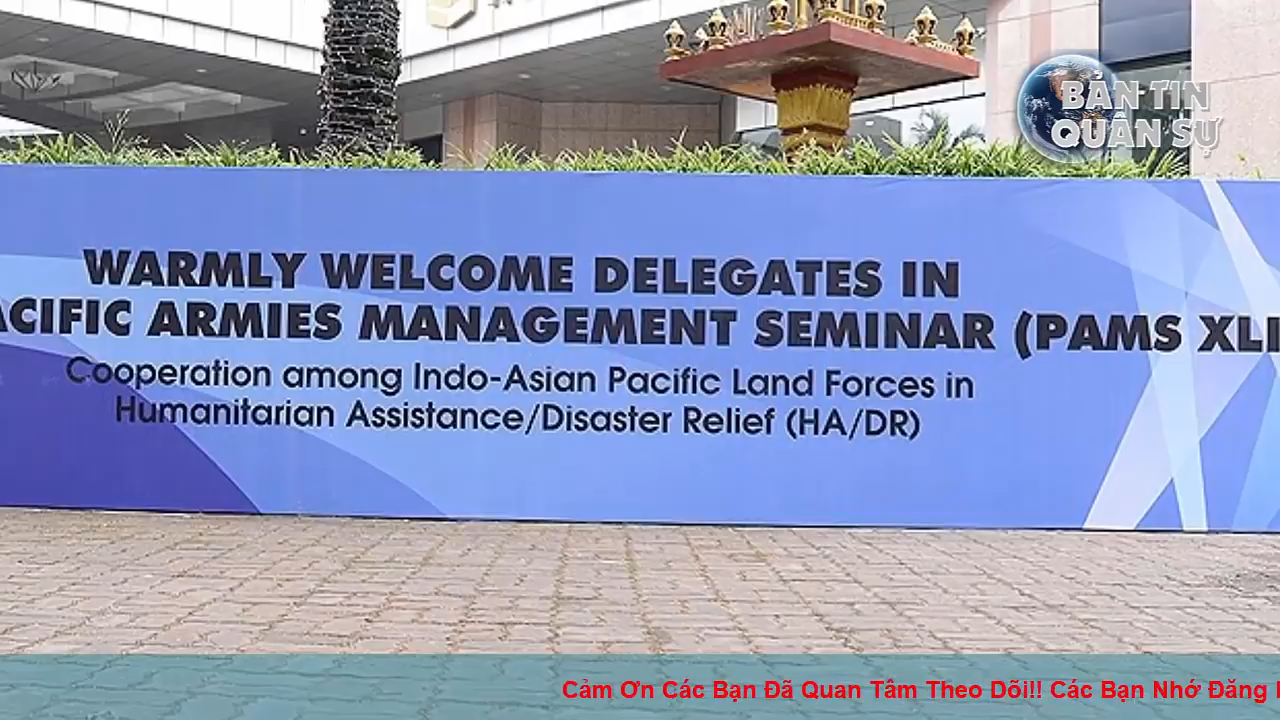 BẢN TIN
QUÂN SỰ
WARMLY WELCOME DELEGATES IN
ACIFIC ARMIES MANAGEMENT SEMINAR (PAMS XLI
Cooperation among Indo-Asian Pacific Land Forces in
Humanitarian Assistance/Disaster Relief (HA/DR)
Cảm Ơn Các Bạn Đã Quan Tâm Theo Dõi!! Các Bạn Nhớ Đăng